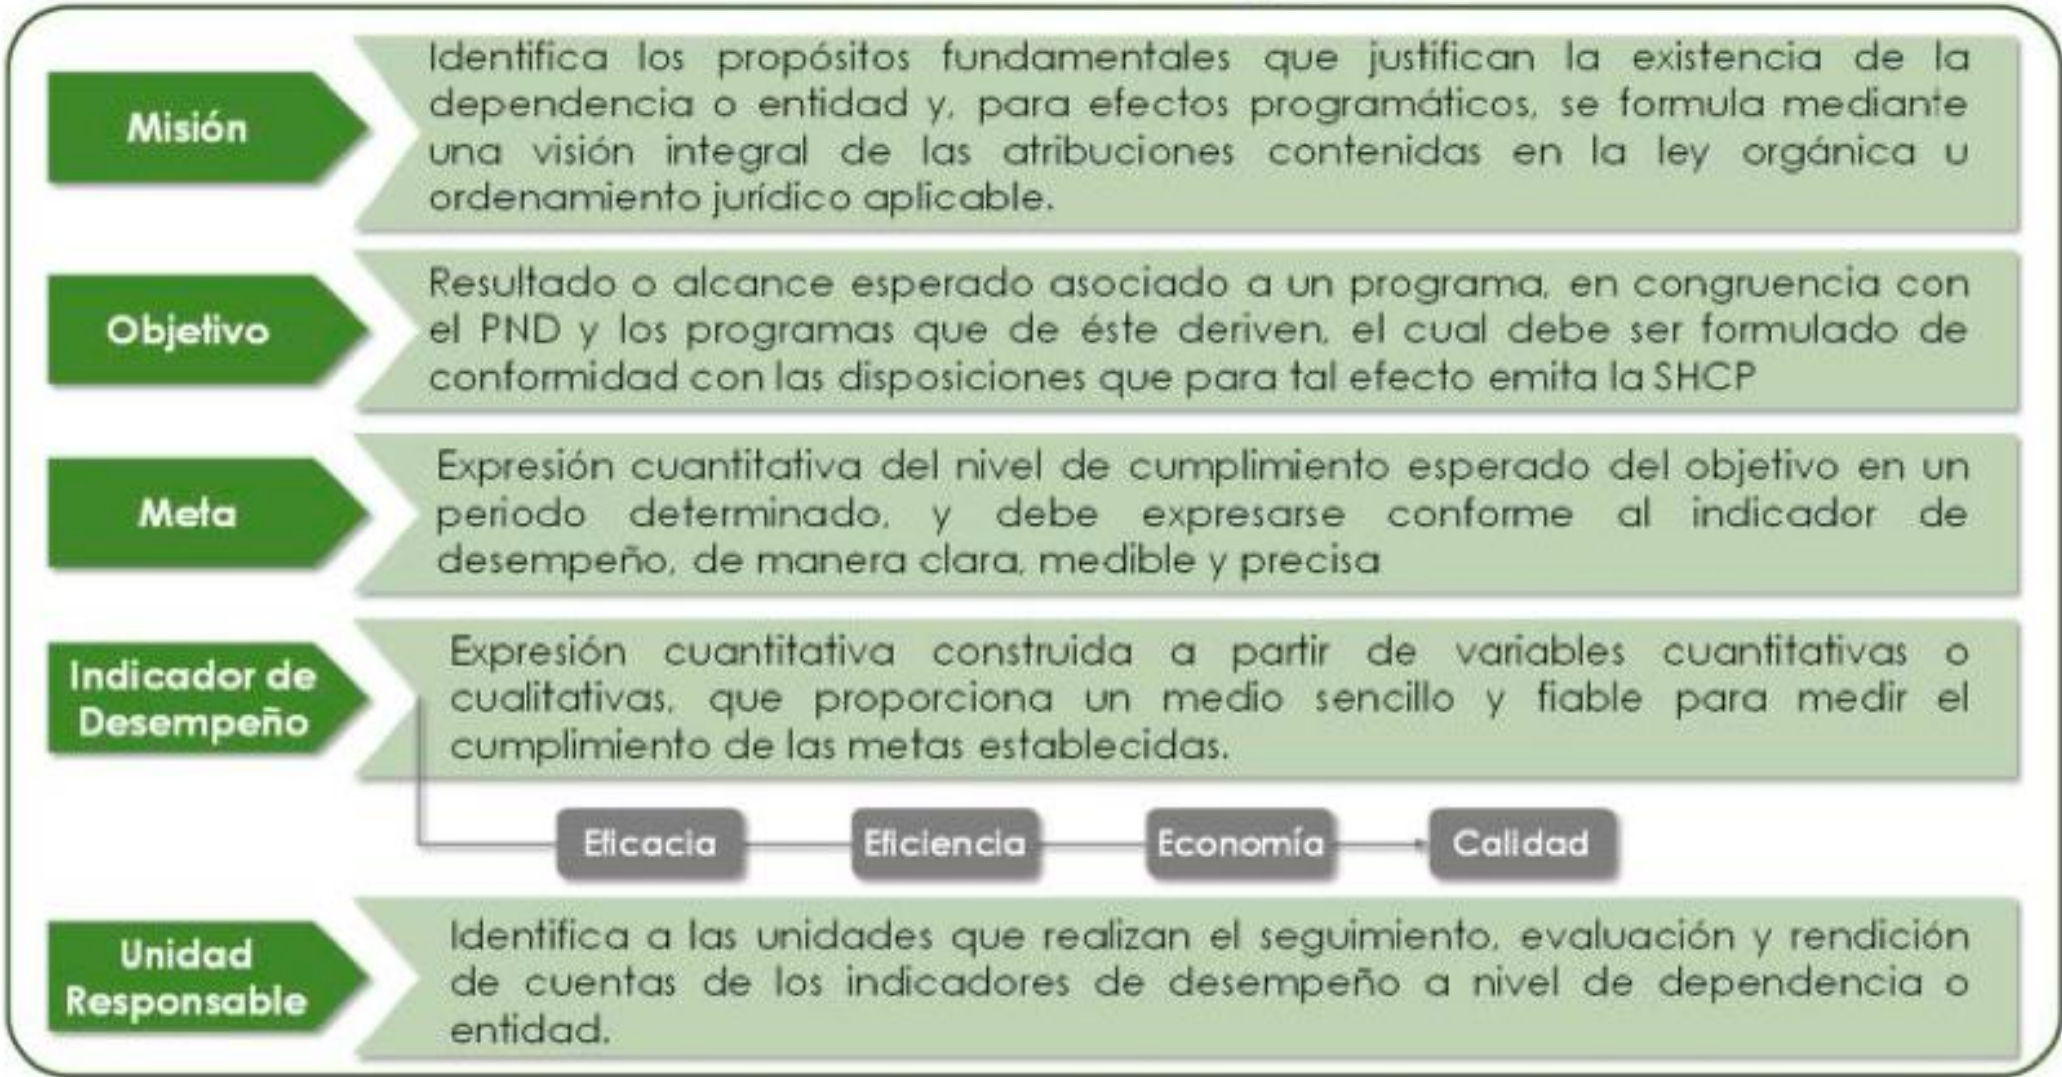 Misión
Identifica los propósitos fundamentales que justifican la existencia de la
dependencia o entidad y, para efectos programáticos, se formula mediante
una visión integral de las atribuciones contenidas en la ley orgánica u
ordenamiento jurídico aplicable.
Objetivo
Resultado o alcance esperado asociado a un programa, en congruencia con
el PND y los programas que de éste deriven, el cual debe ser formulado de
conformidad con las disposiciones que para tal efecto emita la SHCP
Meta
Expresión cuantitativa del nivel de cumplimiento esperado del objetivo en un
periodo determinado, y debe expresarse conforme al indicador de
desempeño, de manera clara, medible y precisa
Indicador de
Desempeño
Expresión cuantitativa construida a partir de variables cuantitativas o
cualitativas, que proporciona un medio sencillo y fiable para medir el
cumplimiento de las metas establecidas.
Eficacia
Eficiencia
Economía
Calidad
Unidad
Responsable
Identifica a las unidades que realizan el seguimiento, evaluación y rendición
de cuentas de los indicadores de desempeño a nivel de dependencia o
entidad.